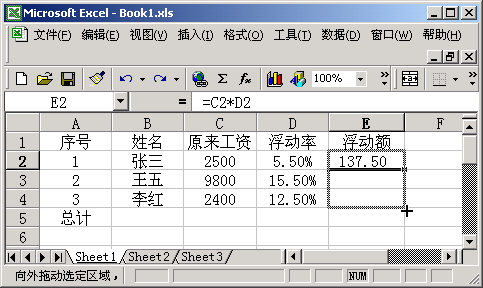 Microsoft Excel - Book1.xls
文件(F) 编辑(E) 视图(V) 插入(I) 格式(O) 工具(T) 数据(D) 窗口(W) 帮助(H)
Σ fx 100%
E2 = =C2*D2
A B C D E F
1 序号 姓名 原来工资 浮动率 浮动额
2 1 张三 2500 5.50% 137.50
3 2 王五 9800 15.50%
4 3 李红 2400 12.50%
5 总计
6
Sheet1 Sheet2 Sheet3
向外拖动选定区域, NUM